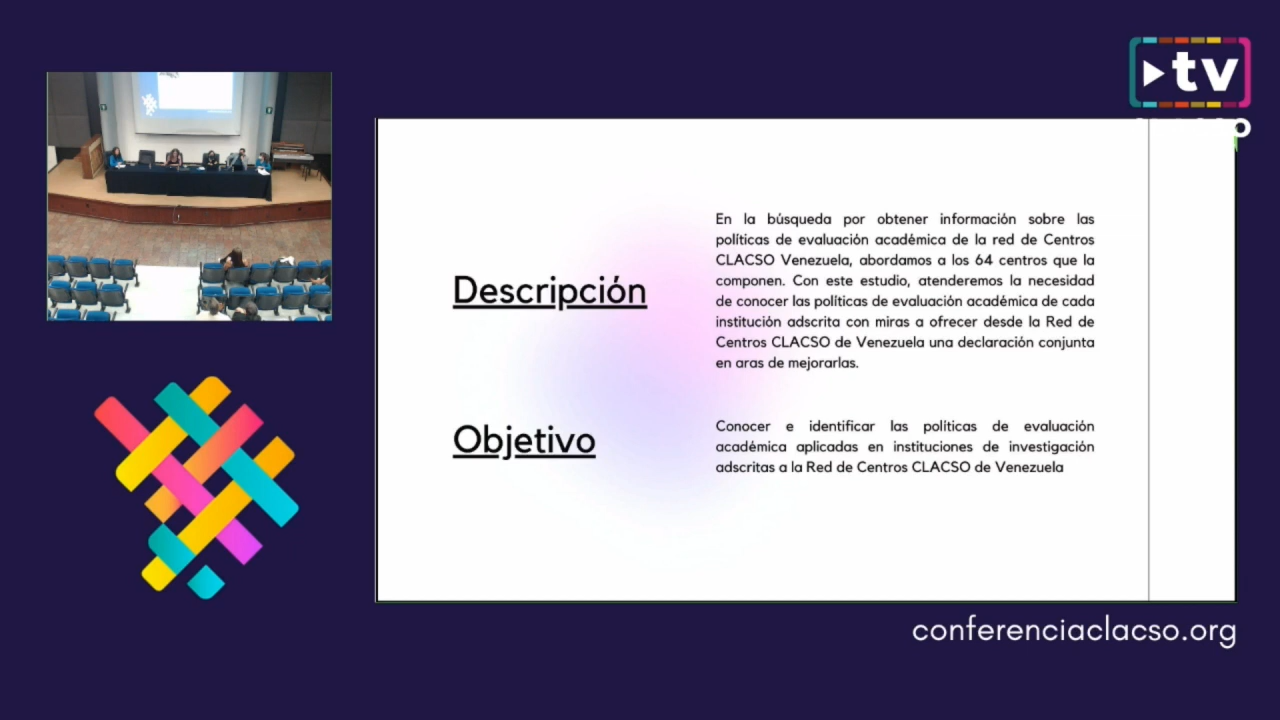 tv
Descripción
En la búsqueda por obtener información sobre las
políticas de evaluación académica de la red de Centros
CLACSO Venezuela, abordamos a los 64 centros que la
componen. Con este estudio, atenderemos la necesidad
de conocer las políticas de evaluación académica de cada
institución adscrita con miras a ofrecer desde la Red de
Centros CLACSO de Venezuela una declaración conjunta
en aras de mejorarlas.
Objetivo
Conocer e identificar las políticas de evaluación
académica aplicadas en instituciones de investigación
adscritas a la Red de Centros CLACSO de Venezuela
conferenciaclacso.org